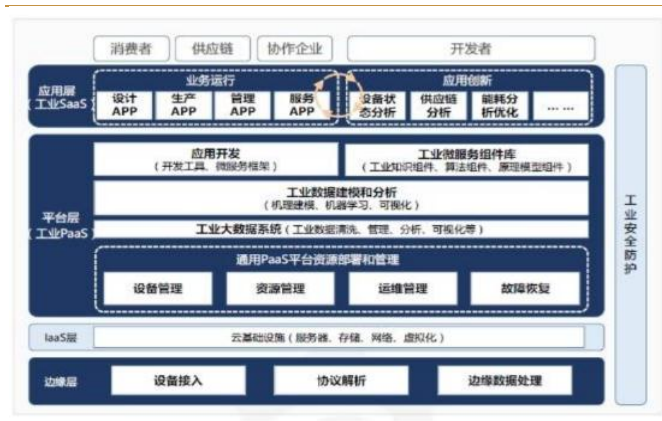 消费者 供应链 协作企业 开发者
应用层
（工业SaaS）
业务运行
设计
APP
生产
APP
管理
APP
服务
APP
应用创新
设备状
态分析
供应链
分析
能耗分
析优化
... ...
平台层
（工业PaaS）
应用开发
（开发工具、微服务框架）
工业微服务组件库
（工业知识组件、算法组件、原理模型组件）
工业数据建模和分析
（机理建模、机器学习、可视化）
工业大数据系统（工业数据清洗、管理、分析、可视化等）
通用PaaS平台资源部署和管理
设备管理 资源管理 运维管理 故障恢复
IaaS层
云基础设施（服务器、存储、网络、虚拟化）
边缘层
设备接入 协议解析 边缘数据处理
工业安全防护